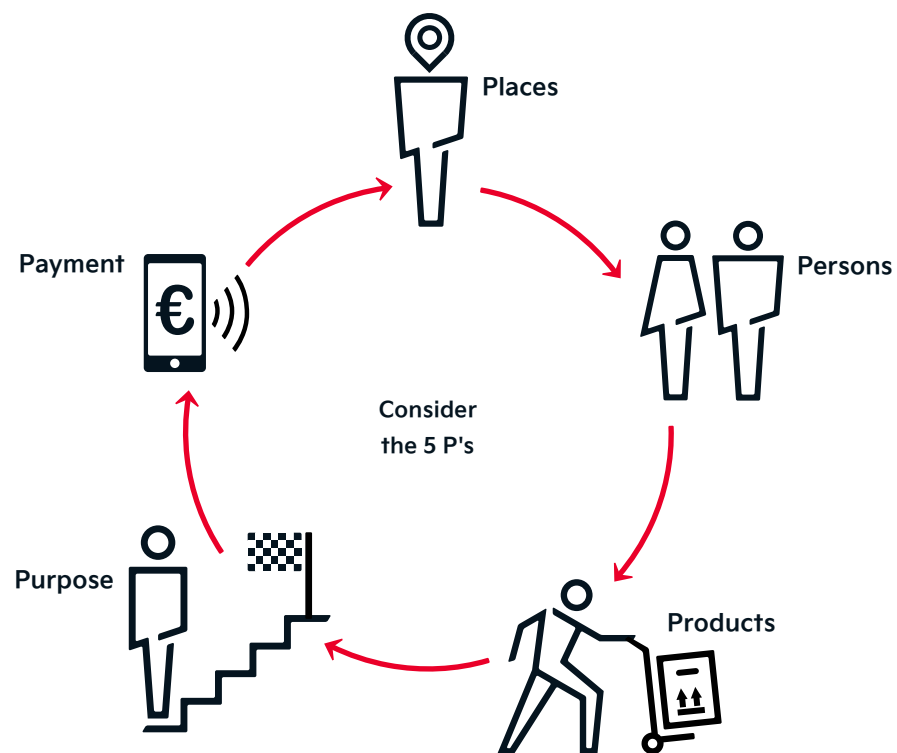 Places
Persons
Payment
€
Consider
the 5 P's
Purpose
Products